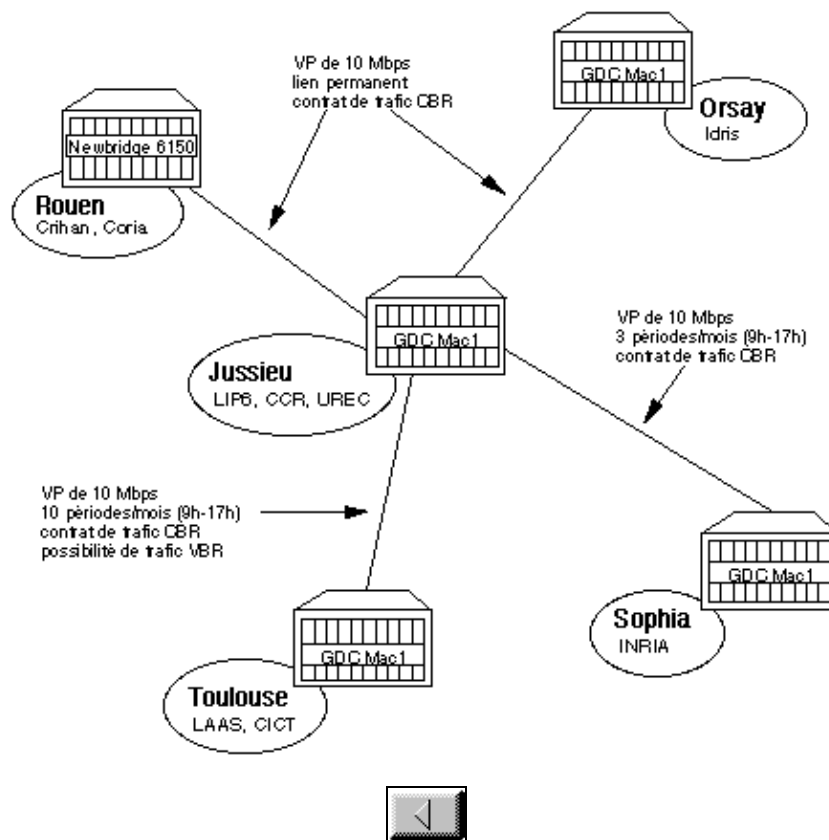 VP de 10 Mbps
lien permanent
contrat de trafic CBR
GDC Mac1
Orsay
Idris
Newbridge 6150
Rouen
Crihan, Coria
GDC Mac1
Jussieu
LIP6, CCR, UREC
VP de 10 Mbps
3 périodes/mois (9h-17h)
contrat de trafic CBR
VP de 10 Mbps
10 périodes/mois (9h-17h)
contrat de trafic CBR
possibilité de trafic VBR
GDC Mac1
Sophia
INRIA
GDC Mac1
Toulouse
LAAS, CICT